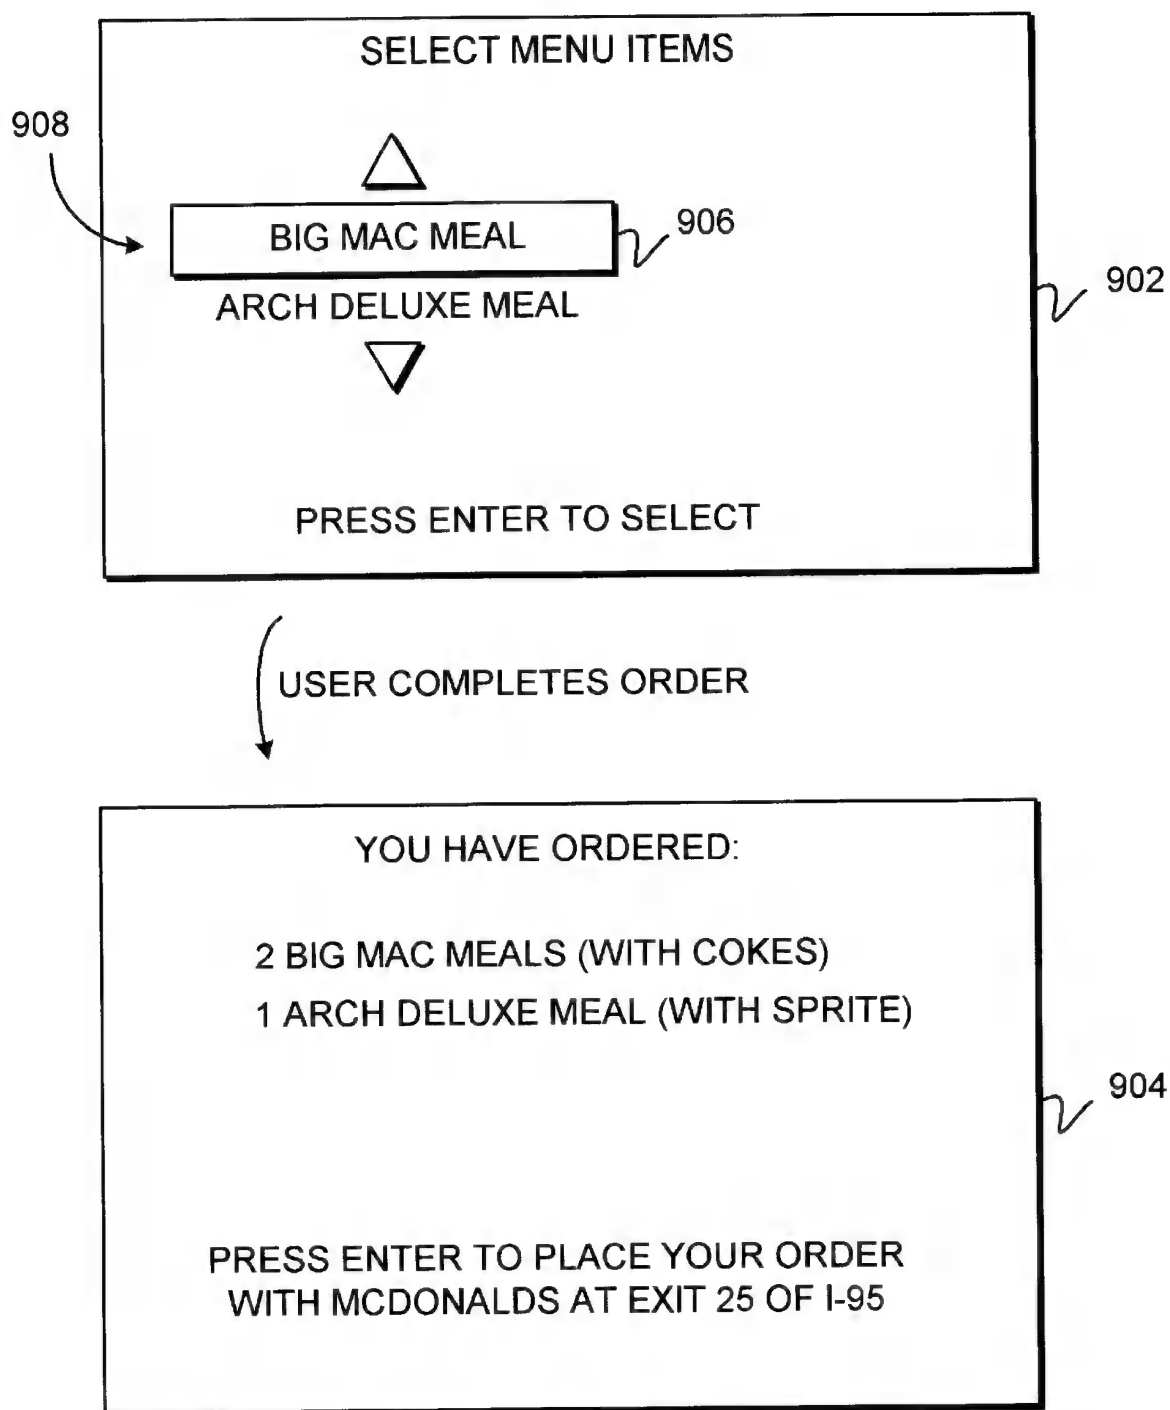 SELECT MENU ITEMS
908
BIG MAC MEAL
906
ARCH DELUXE MEAL
902
PRESS ENTER TO SELECT
USER COMPLETES ORDER
YOU HAVE ORDERED:
2 BIG MAC MEALS (WITH COKES)
1 ARCH DELUXE MEAL (WITH SPRITE)
904
PRESS ENTER TO PLACE YOUR ORDER
WITH MCDONALDS AT EXIT 25 OF I-95